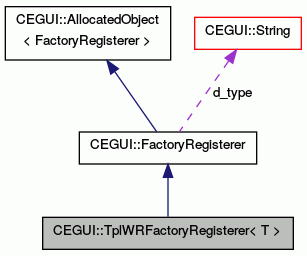 CEGUI::AllocatedObject
< FactoryRegisterer >
CEGUI::String
d_type
CEGUI::FactoryRegisterer
CEGUI::TplWRFactoryRegisterer< T >